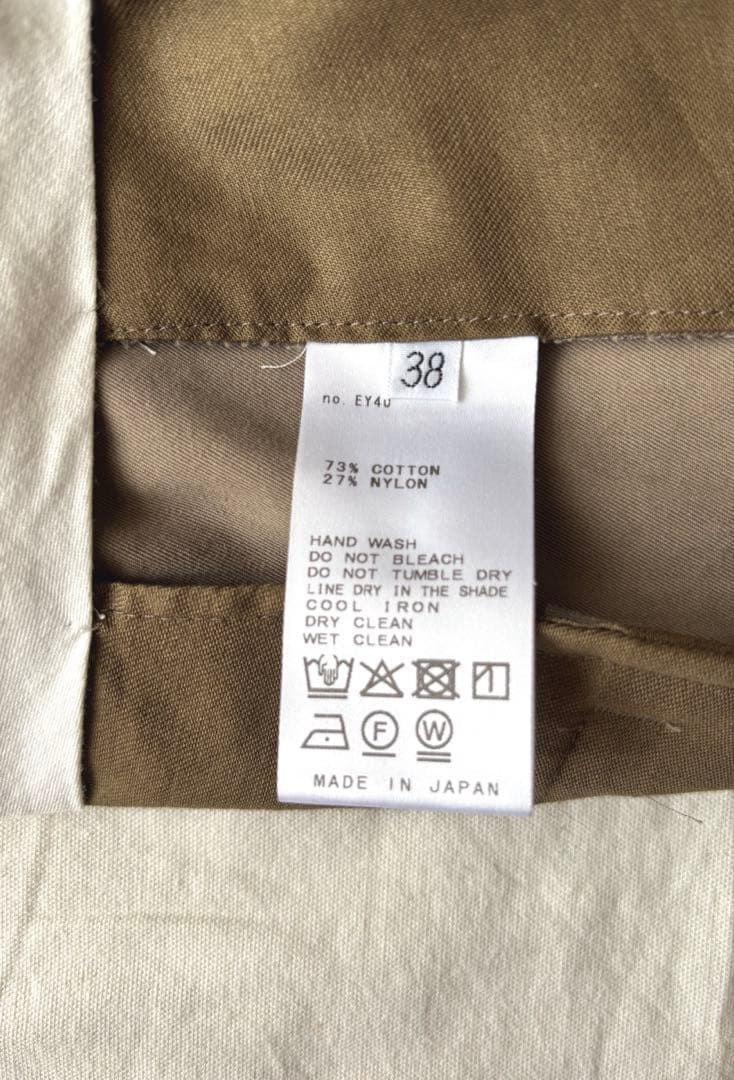 38
no. EY40
73% COTTON
27% NYLON
HAND WASH
DO NOT BLEACH
DO NOT TUMBLE DRY
LINE DRY IN THE SHADE
COOL IRON
DRY CLEAN
WET CLEAN
F W
MADE IN JAPAN